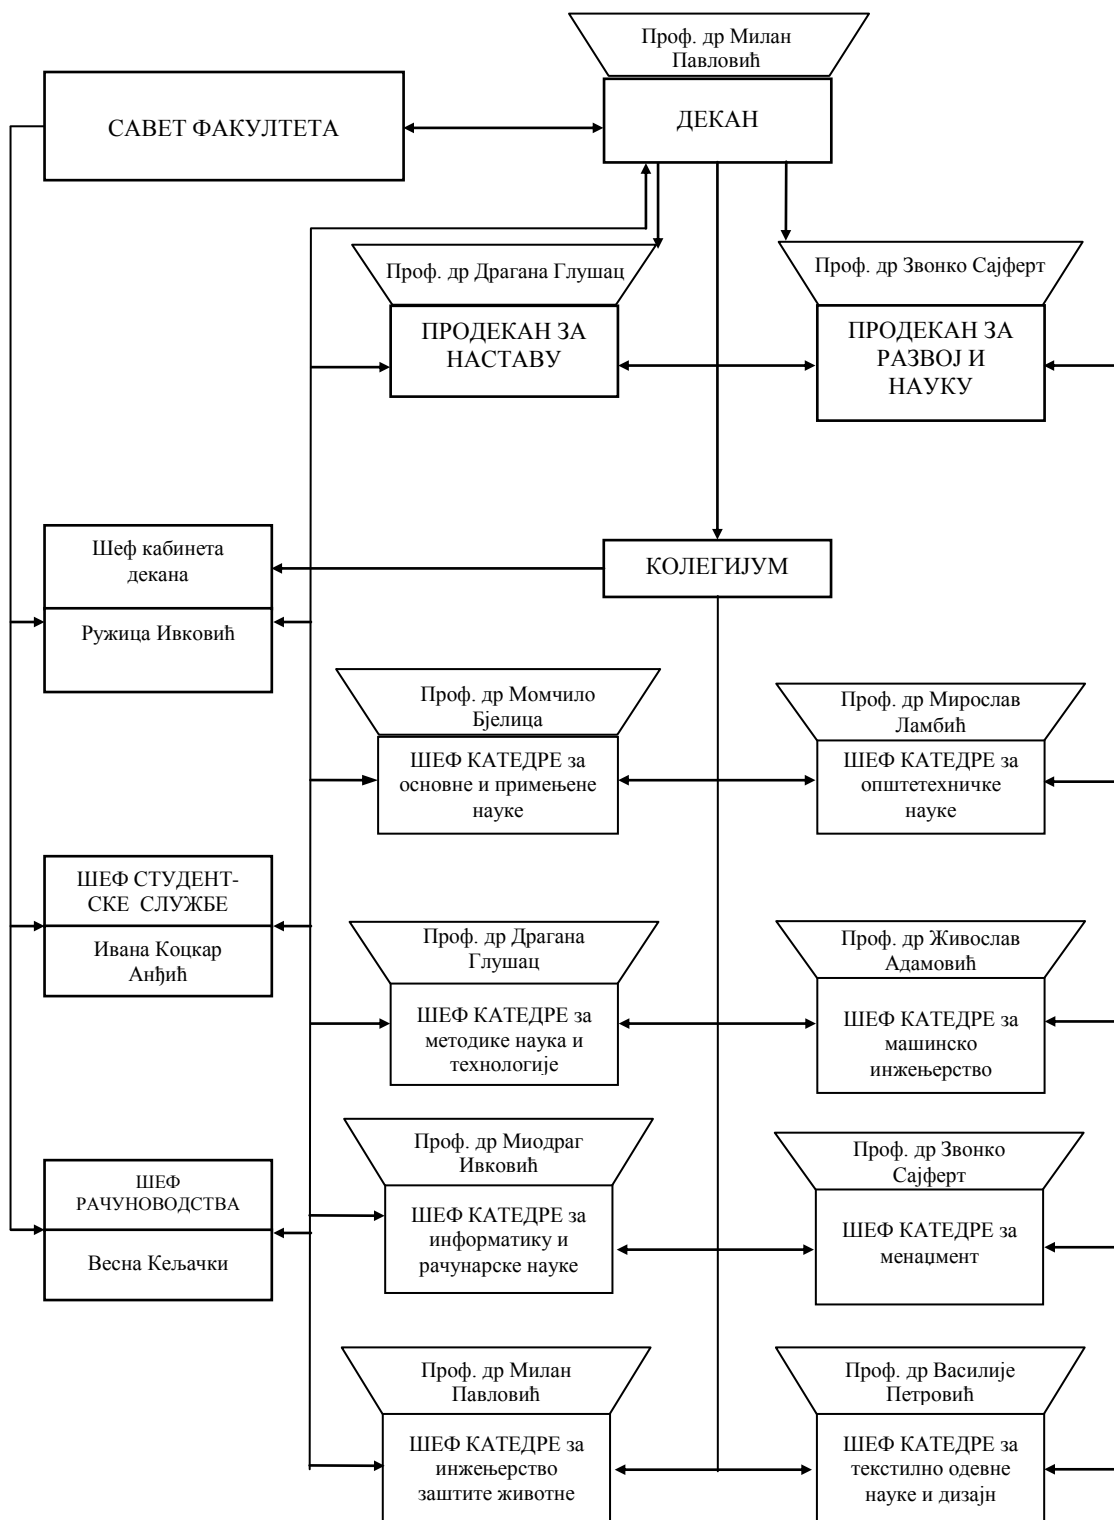 Проф. др Милан
Павловић
САВЕТ ФАКУЛТЕТА
ДЕКАН
Проф. др Драгана Глушац
Проф. др Звонко Сајферт
ПРОДЕКАН ЗА
НАСТАВУ
ПРОДЕКАН ЗА
РАЗВОЈ И
НАУКУ
Шеф кабинета
декана
Ружица Ивковић
КОЛЕГИЈУМ
Проф. др Момчило
Бјелица
ШЕФ КАТЕДРЕ за
основне и примењене
науке
Проф. др Мирослав
Ламбић
ШЕФ КАТЕДРЕ за
општетехничке
науке
ШЕФ СТУДЕНТ-
СКЕ СЛУЖБЕ
Ивана Коцкар
Анђић
Проф. др Драгана
Глушац
ШЕФ КАТЕДРЕ за
методике наука и
технологије
Проф. др Живослав
Адамовић
ШЕФ КАТЕДРЕ за
машинско
инжењерство
ШЕФ
РАЧУНОВОДСТВА
Весна Кељачки
Проф. др Миодраг
Ивковић
ШЕФ КАТЕДРЕ за
информатику и
рачунарске науке
Проф. др Звонко
Сајферт
ШЕФ КАТЕДРЕ за
менаџмент
Проф. др Милан
Павловић
ШЕФ КАТЕДРЕ за
инжењерство
заштите животне
Проф. др Василије
Петровић
ШЕФ КАТЕДРЕ за
текстилно одевне
науке и дизајн